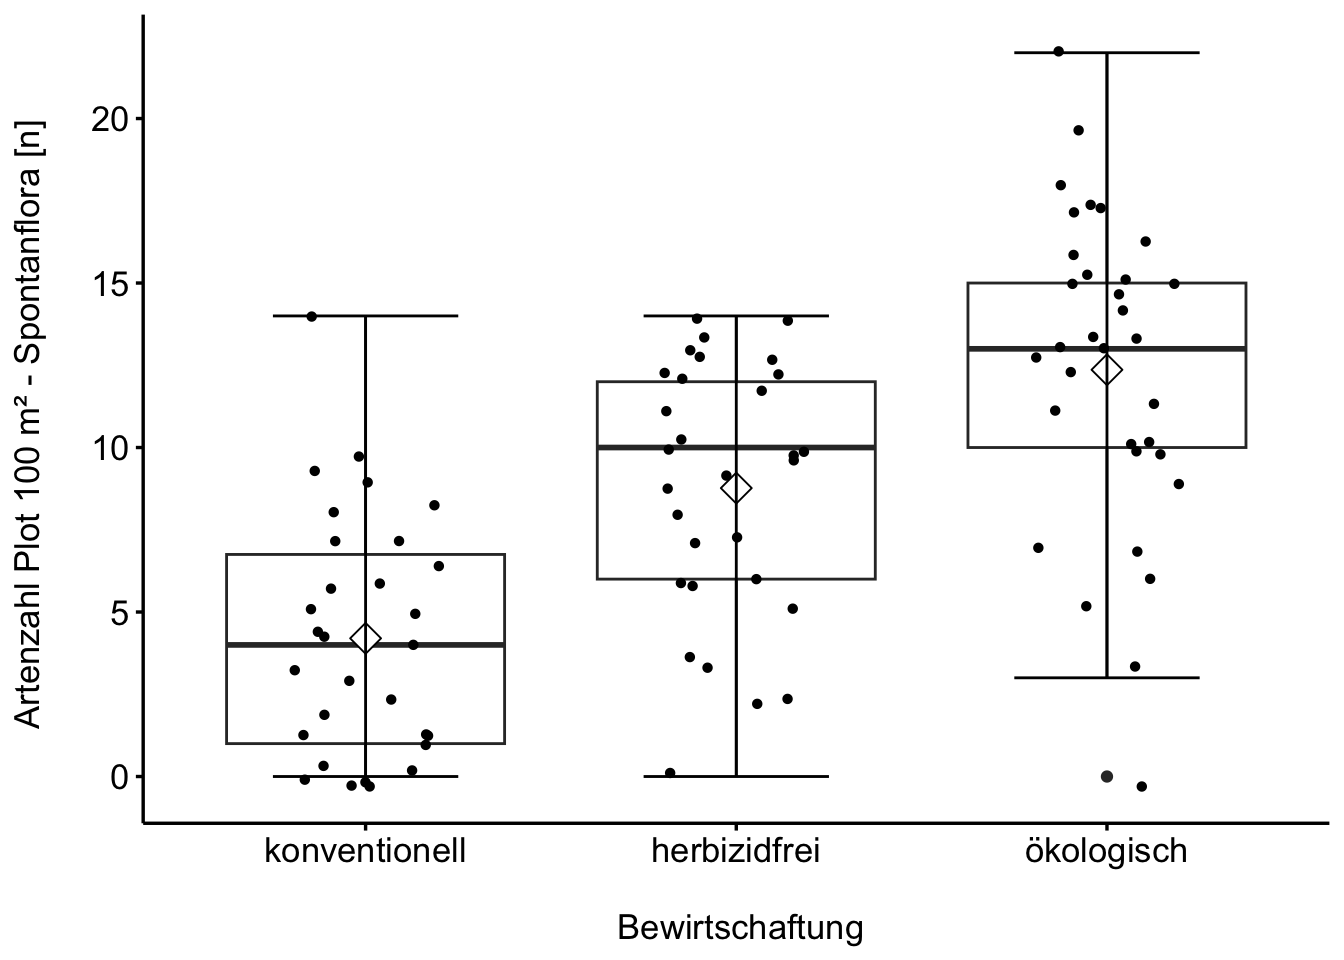 Artenzahl Plot 100 m² - Spontanflora [n]
20
15
10
5
0
konventionell herbizidfrei ökologisch
Bewirtschaftung